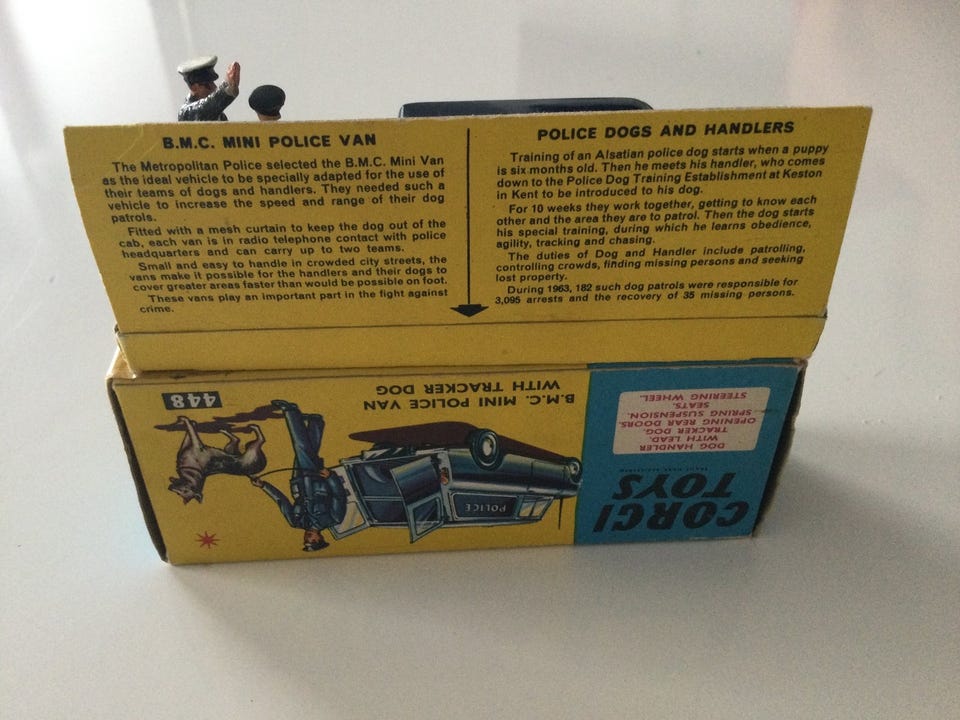 B.M.C. MINI POLICE VAN
The Metropolitan Police selected the B.M.C. Mini Van
as the ideal vehicle to be specially adapted for the use of
their teams of dogs and handlers. They needed such a
vehicle to increase the speed and range of their dog
patrols.
Fitted with a mesh curtain to keep the dog out of the
cab, each van is in radio telephone contact with police
headquarters and can carry up to two teams.
Small and easy to handle in crowded city streets, the
vans make it possible for the handlers and their dogs to
cover greater areas faster than would be possible on foot.
These vans play an important part in the fight against
crime.
POLICE DOGS AND HANDLERS
Training of an Alsatian police dog starts when a puppy
is six months old. Then he meets his handler, who comes
down to the Police Dog Training Establishment at Keston
in Kent to be introduced to his dog.
For 10 weeks they work together, getting to know each
other and the area they are to patrol. Then the dog starts
his special training, during which he learns obedience,
agility, tracking and chasing.
The duties of Dog and Handler include patrolling,
controlling crowds, finding missing persons and seeking
lost property.
During 1963, 182 such dog patrols were responsible for
3,095 arrests and the recovery of 35 missing persons.
CORGI
TOYS
TRADE MARK REGISTERED
DOG HANDLER
WITH LEAD.
TRACKER DOG.
OPENING REAR DOORS.
SPRING SUSPENSION.
SEATS.
STEERING WHEEL.
POLICE
B.M.C. MINI POLICE VAN
WITH TRACKER DOG
448